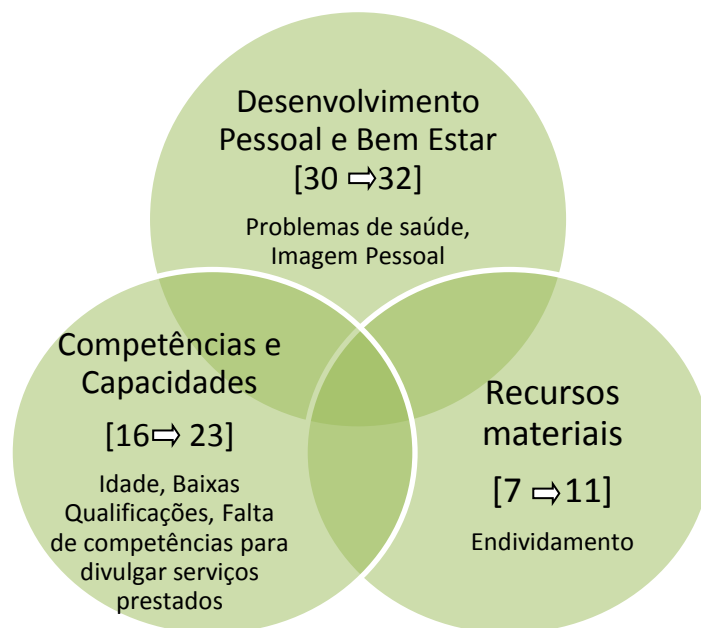 Desenvolvimento
Pessoal e Bem Estar
[30 ⇨32]
Problemas de saúde,
Imagem Pessoal
Competências e
Capacidades
[16⇨ 23]
Idade, Baixas
Qualificações, Falta
de competências para
divulgar serviços
prestados
Recursos
materiais
[7 ⇨11]
Endividamento